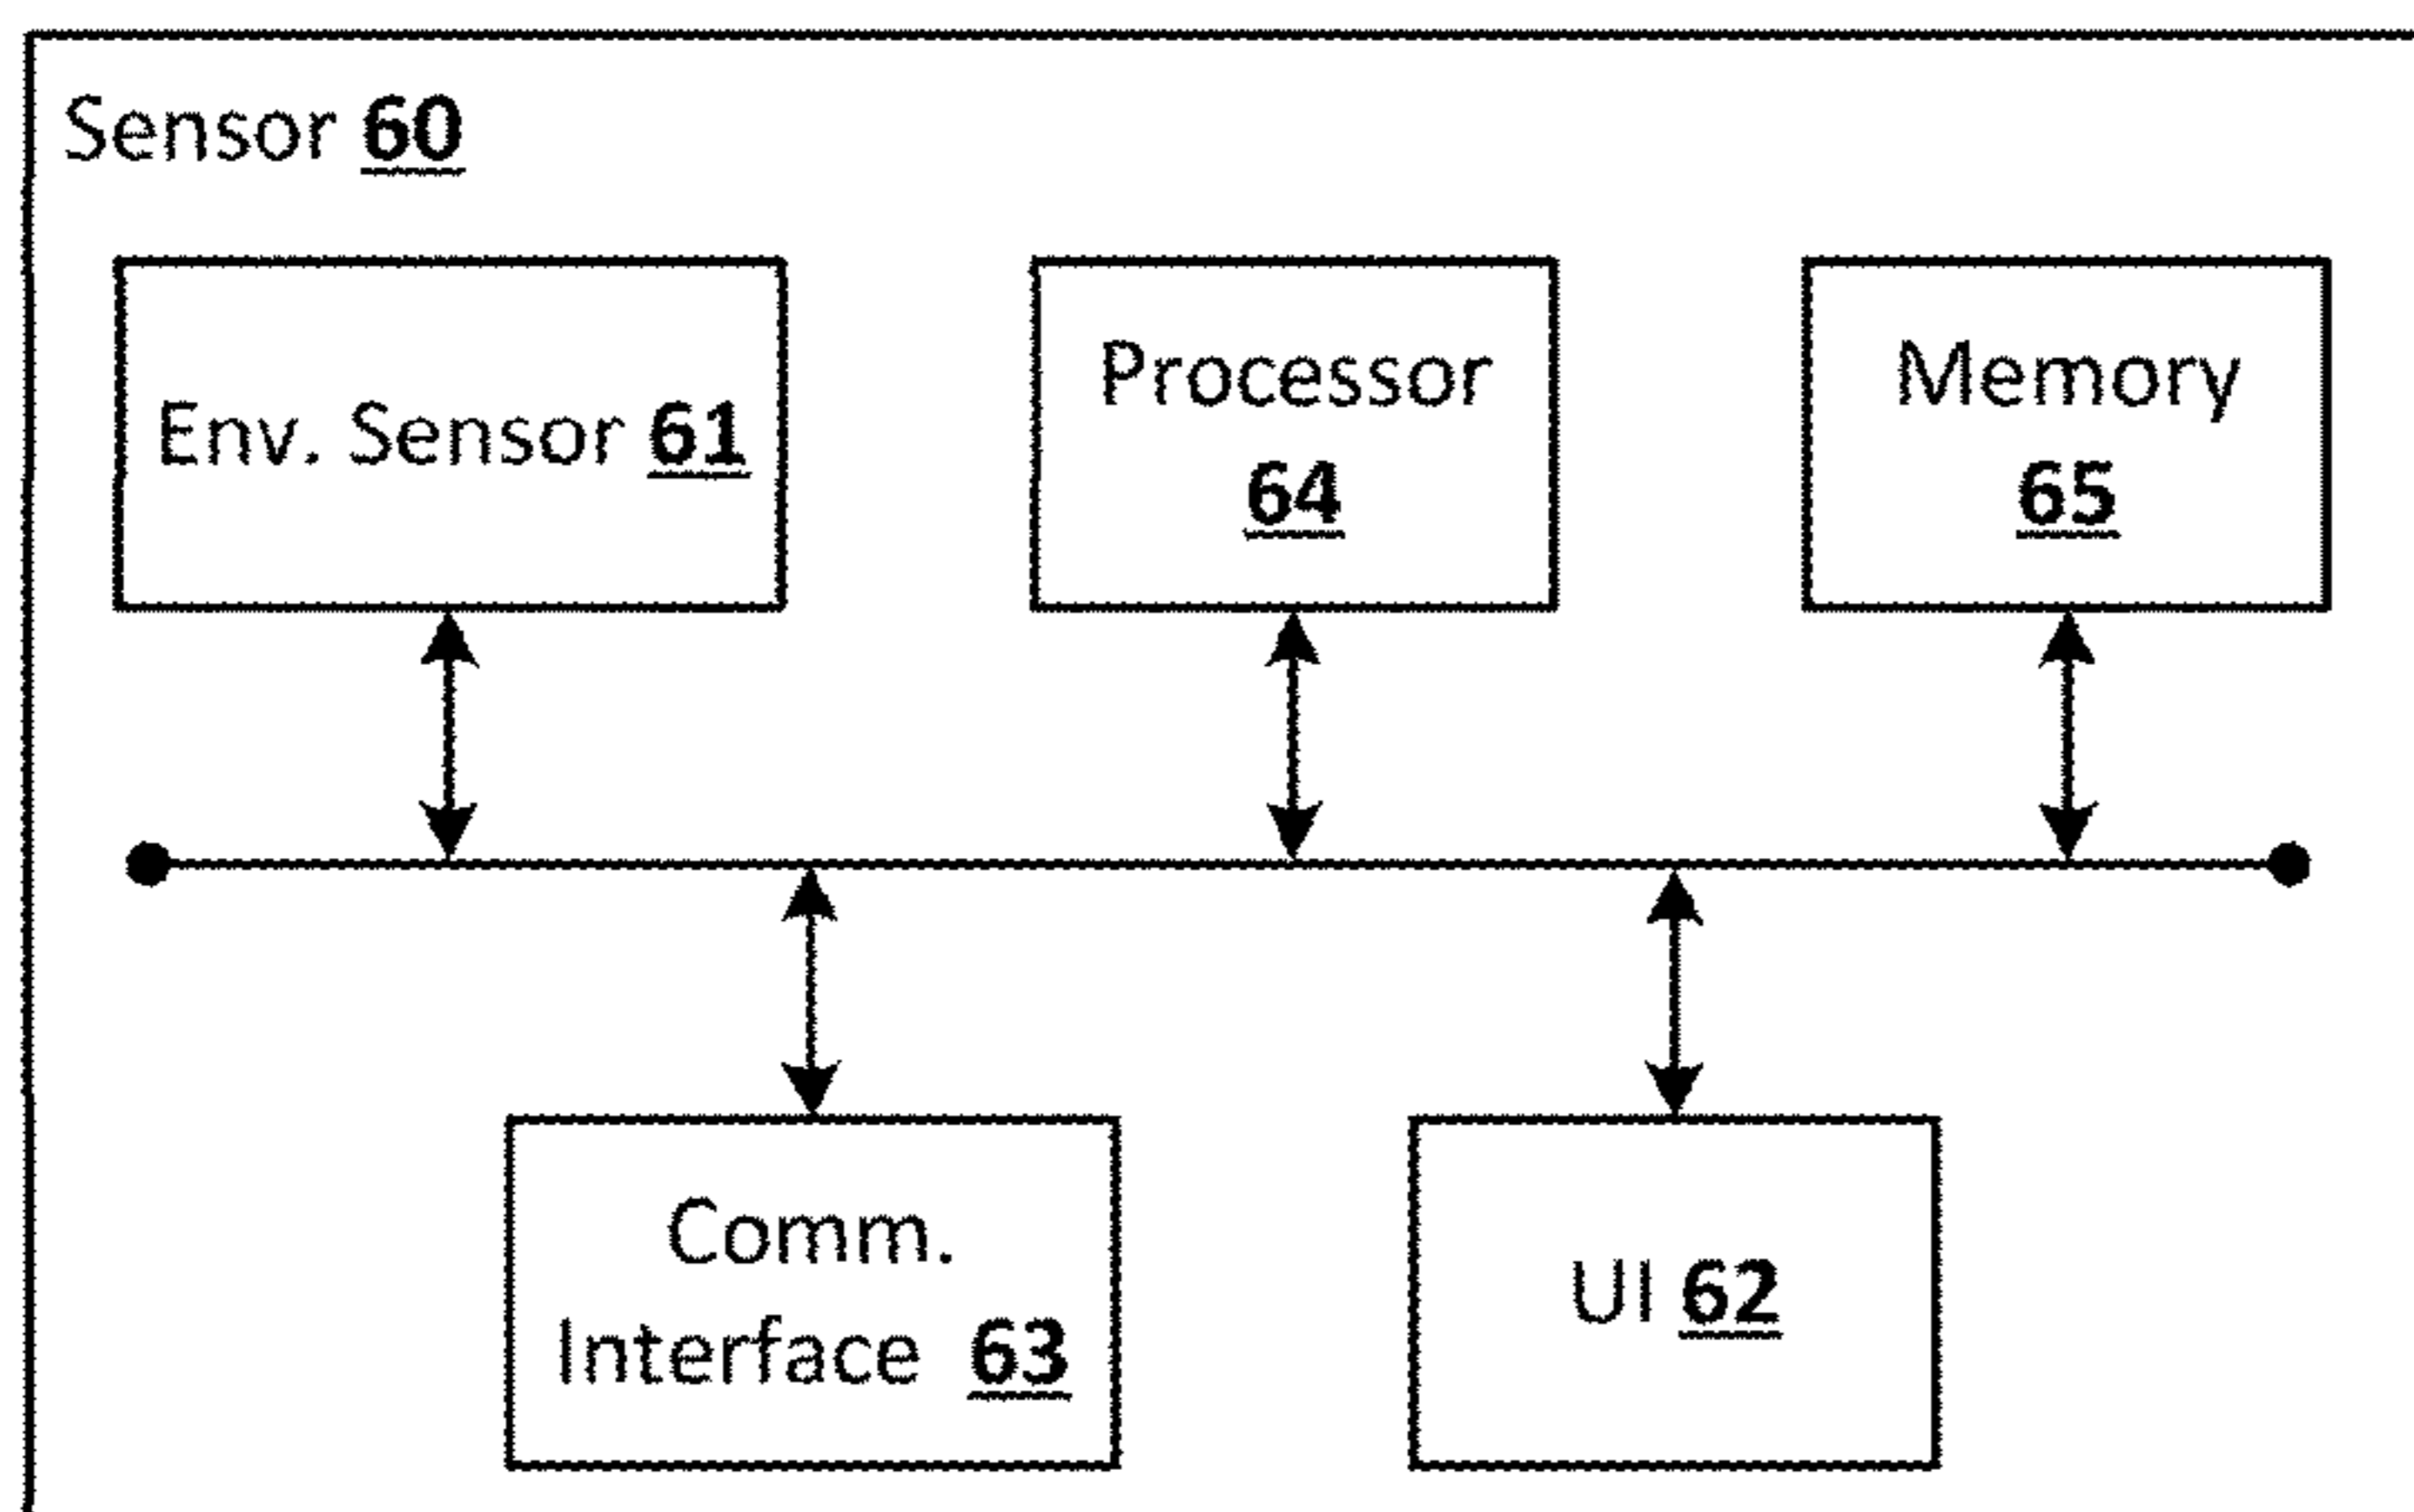 Sensor 60
Env. Sensor 61
Processor
64
Memory
65
Comm.
Interface 63
UI 62